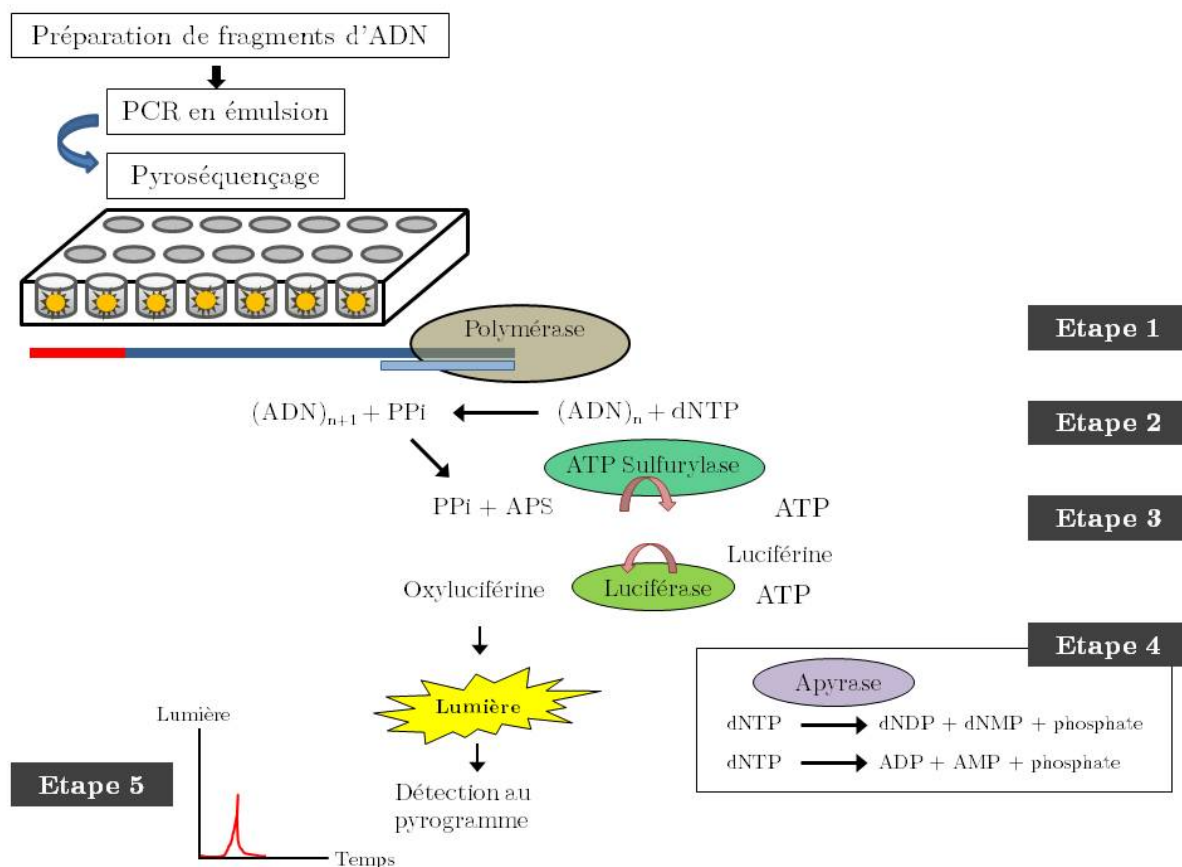 Préparation de fragments d'ADN
PCR en émulsion
Pyroséquençage
Polymérase
Etape 1
(ADN)n+1 + PPi
(ADN)n + dNTP
Etape 2
ATP Sulfurylase
PPi + APS
ATP
Etape 3
Luciférine
Oxyluciférine
Luciférase
ATP
Etape 4
Apyrase
Lumière
dNTP
dNDP + dNMP + phosphate
Lumière
dNTP
ADP + AMP + phosphate
Etape 5
Détection au
pyrogramme
Temps